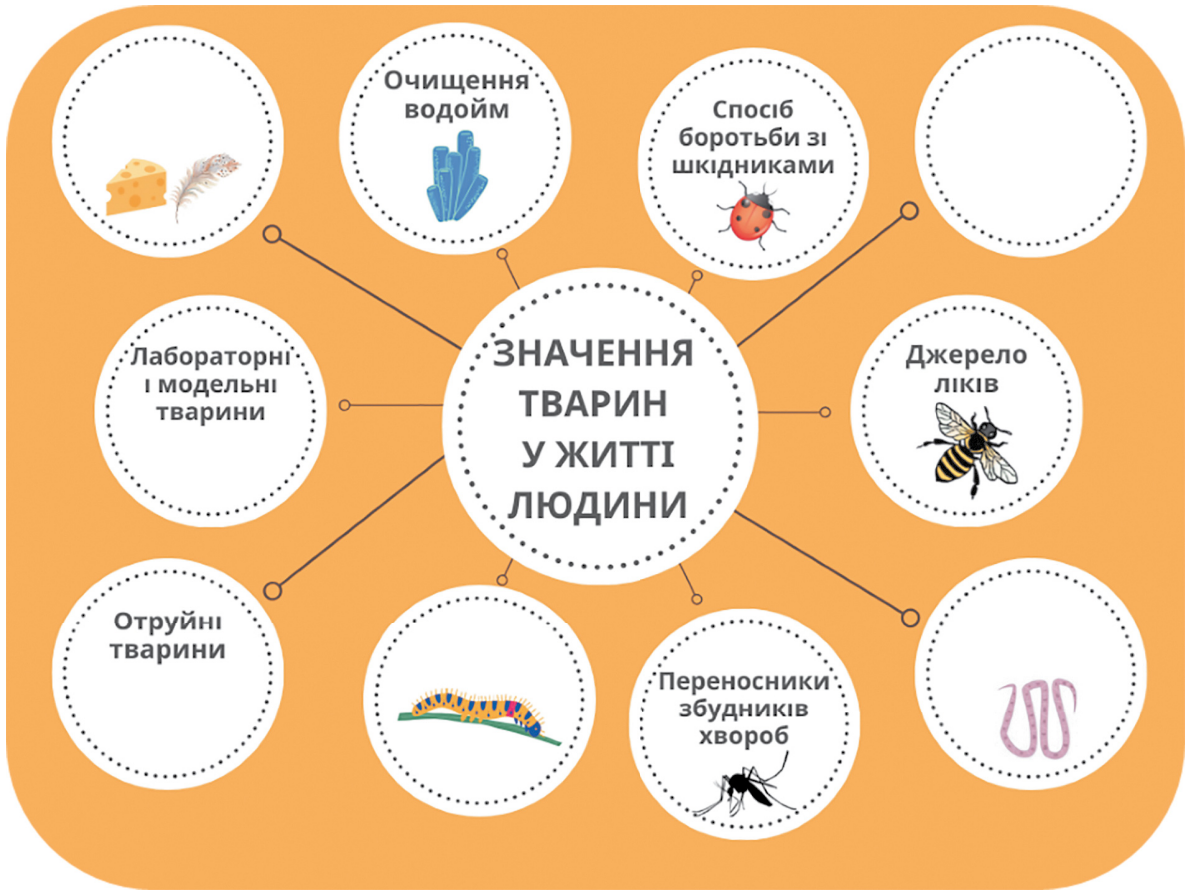 Очищення
водойм
Спосіб
боротьби зі
шкідниками
ЗНАЧЕННЯ
ТВАРИН
У ЖИТТІ
ЛЮДИНИ
Лабораторні
і модельні
тварини
Джерело
ліків
Отруйні
тварини
Переносники
збудників
хвороб